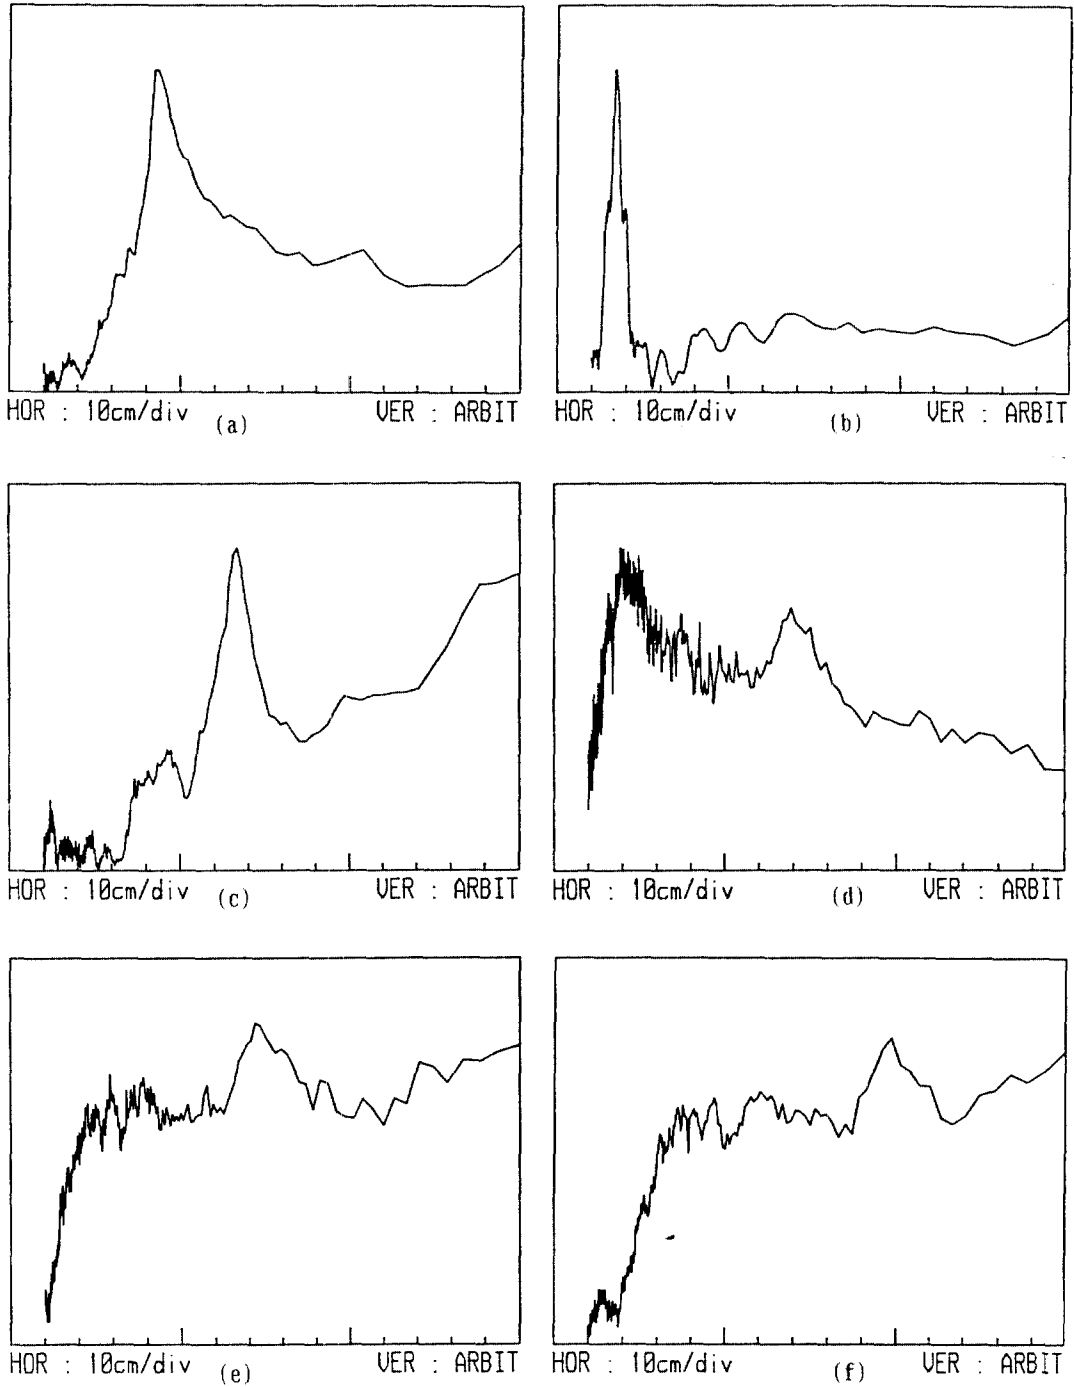 HOR : 10cm/div (a) VER : ARBIT
HOR : 10cm/div (b) VER : ARBIT
HOR : 10cm/div (c) VER : ARBIT
HOR : 10cm/div (d) VER : ARBIT
HOR : 10cm/div (e) VER : ARBIT
HOR : 10cm/div (f) VER : ARBIT